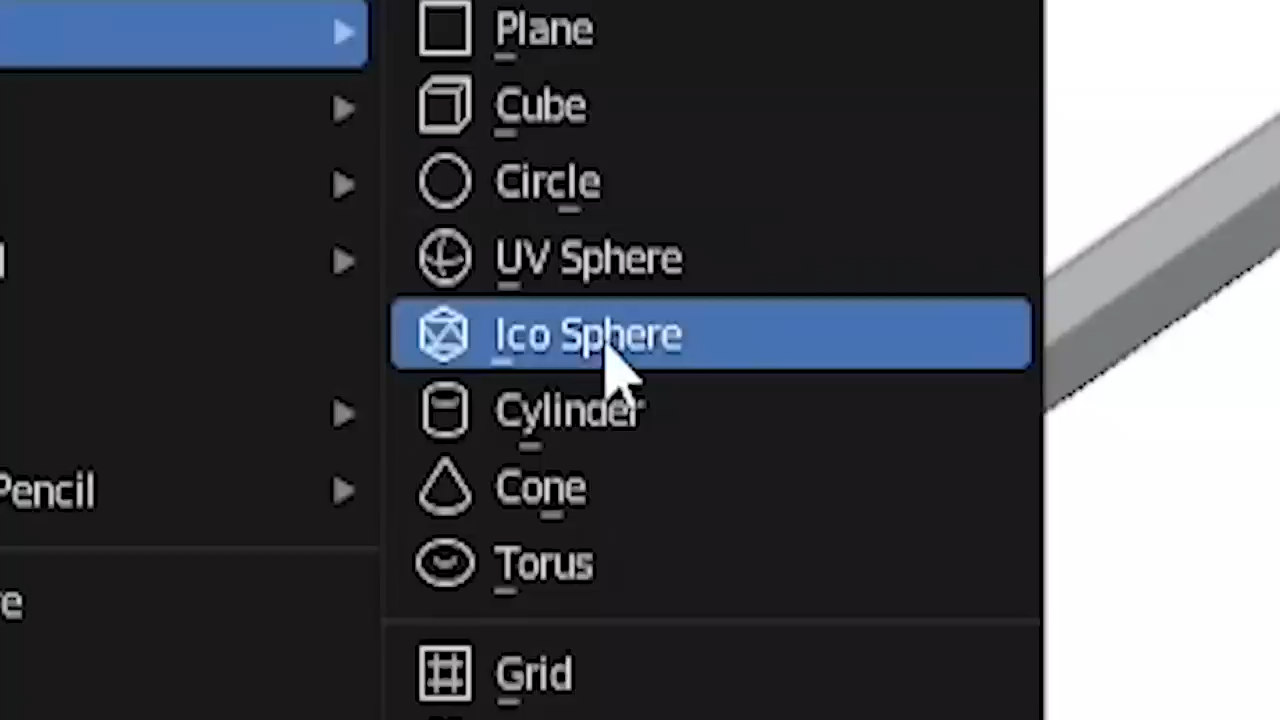 Plane
Cube
Circle
UV Sphere
Ico Sphere
Cylinder
Cone
Pencil
Torus
Grid